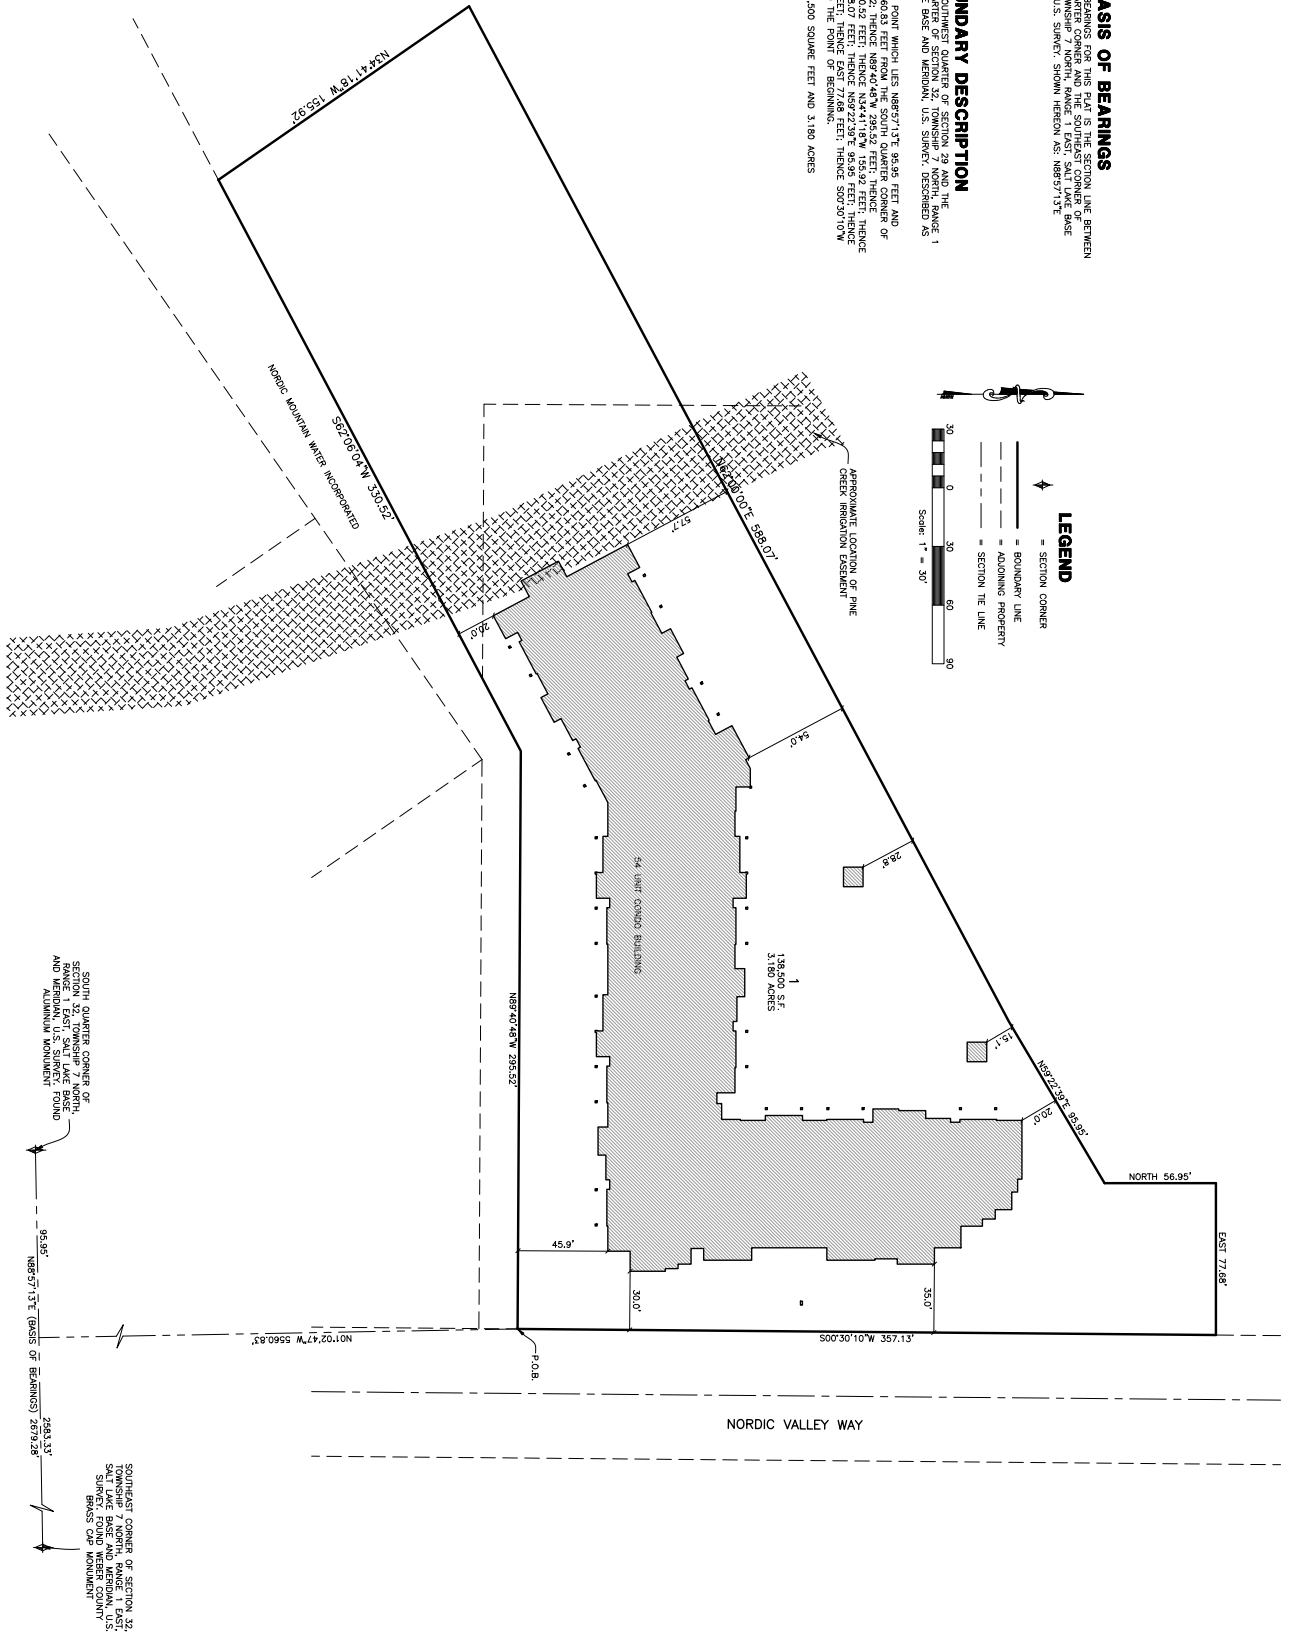 ASIS OF BEARINGS
BEARINGS FOR THIS PLAT IS THE SECTION LINE BETWEEN
ARTER CORNER AND THE SOUTHEAST CORNER OF
WNSHIP 7 NORTH, RANGE 1 EAST, SALT LAKE BASE
U.S. SURVEY. SHOWN HEREON AS: N88°57'13"E
UNDARY DESCRIPTION
OUTHWEST QUARTER OF SECTION 29 AND THE
ARTER OF SECTION 32, TOWNSHIP 7 NORTH, RANGE 1
E BASE AND MERIDIAN, U.S. SURVEY, DESCRIBED AS
POINT WHICH LIES N88°57'13"E 95.95 FEET AND
60.83 FEET FROM THE SOUTH QUARTER CORNER OF
2; THENCE N89°40'48"W 295.52 FEET; THENCE
0.52 FEET; THENCE N34°41'18"W 155.92 FEET; THENCE
8.07 FEET; THENCE N59°22'39"E 95.95 FEET; THENCE
EET; THENCE EAST 77.68 FEET; THENCE S00°30'10"W
THE POINT OF BEGINNING.
,500 SQUARE FEET AND 3.180 ACRES
LEGEND
= SECTION CORNER
= BOUNDARY LINE
= ADJOINING PROPERTY
= SECTION TIE LINE
30 0 30 60 90
Scale: 1" = 30'
APPROXIMATE LOCATION OF PINE
CREEK IRRIGATION EASEMENT
N34°41'18"W 155.92'
N62°00'00"E 588.07'
S62°06'04"W 330.52'
NORDIC MOUNTAIN WATER INCORPORATED
57.7'
20.0'
54.0'
28.8'
15.1'
N59°22'39"E 95.95'
20.0'
NORTH 56.95'
EAST 77.68'
1
138,500 S.F.
3.180 ACRES
54 UNIT CONDO BUILDING
N89°40'48"W 295.52'
45.9'
30.0'
35.0'
S00°30'10"W 357.13'
P.O.B.
N01°02'47"W 5560.83'
NORDIC VALLEY WAY
SOUTH QUARTER CORNER OF
SECTION 32, TOWNSHIP 7 NORTH,
RANGE 1 EAST, SALT LAKE BASE
AND MERIDIAN, U.S. SURVEY, FOUND
ALUMINUM MONUMENT
95.95'
2583.33'
N88°57'13"E (BASIS OF BEARINGS) 2679.28'
SOUTHEAST CORNER OF SECTION 32,
TOWNSHIP 7 NORTH, RANGE 1 EAST,
SALT LAKE BASE AND MERIDIAN, U.S.
SURVEY. FOUND WEBER COUNTY
BRASS CAP MONUMENT